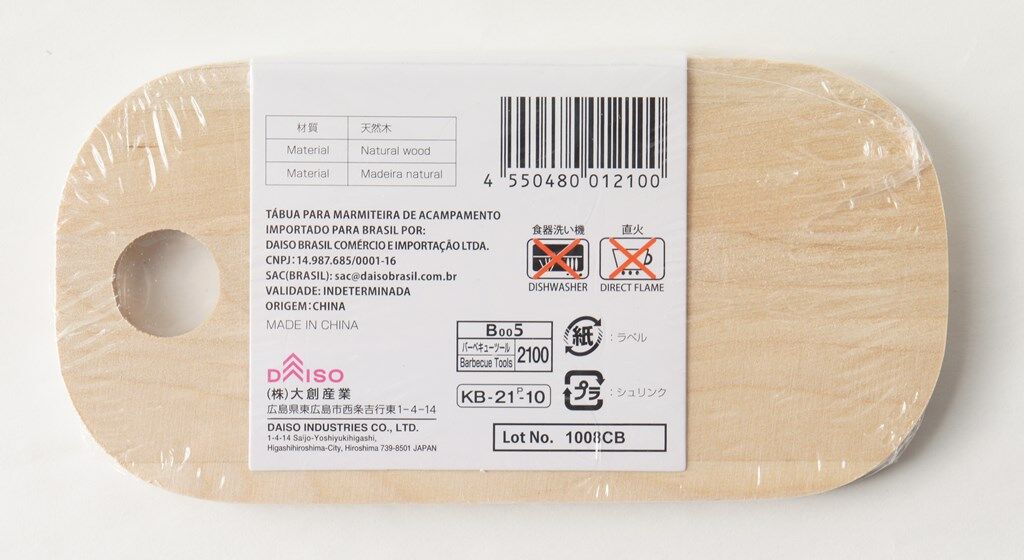 材質 天然木
Material Natural wood
Material Madeira natural
4 550480 012100
TÁBUA PARA MARMITEIRA DE ACAMPAMENTO
IMPORTADO PARA BRASIL POR:
DAISO BRASIL COMÉRCIO E IMPORTAÇÃO LTDA.
CNPJ:14.987.685/0001-16
SAC(BRASIL): sac@daisobrasil.com.br
VALIDADE: INDETERMINADA
ORIGEM:CHINA
MADE IN CHINA
食器洗い機
DISHWASHER
直火
DIRECT FLAME
DAISO
(株)大創産業
広島県東広島市西条吉行東1-4-14
DAISO INDUSTRIES CO., LTD.
1-4-14 Saijo-Yoshiyukihigashi,
Higashihiroshima-City, Hiroshima 739-8501 JAPAN
B005
バーベキューツール
Barbecue Tools
2100
KB-21-P-10
紙 :ラベル
プラ :シュリンク
Lot No. 1008CB